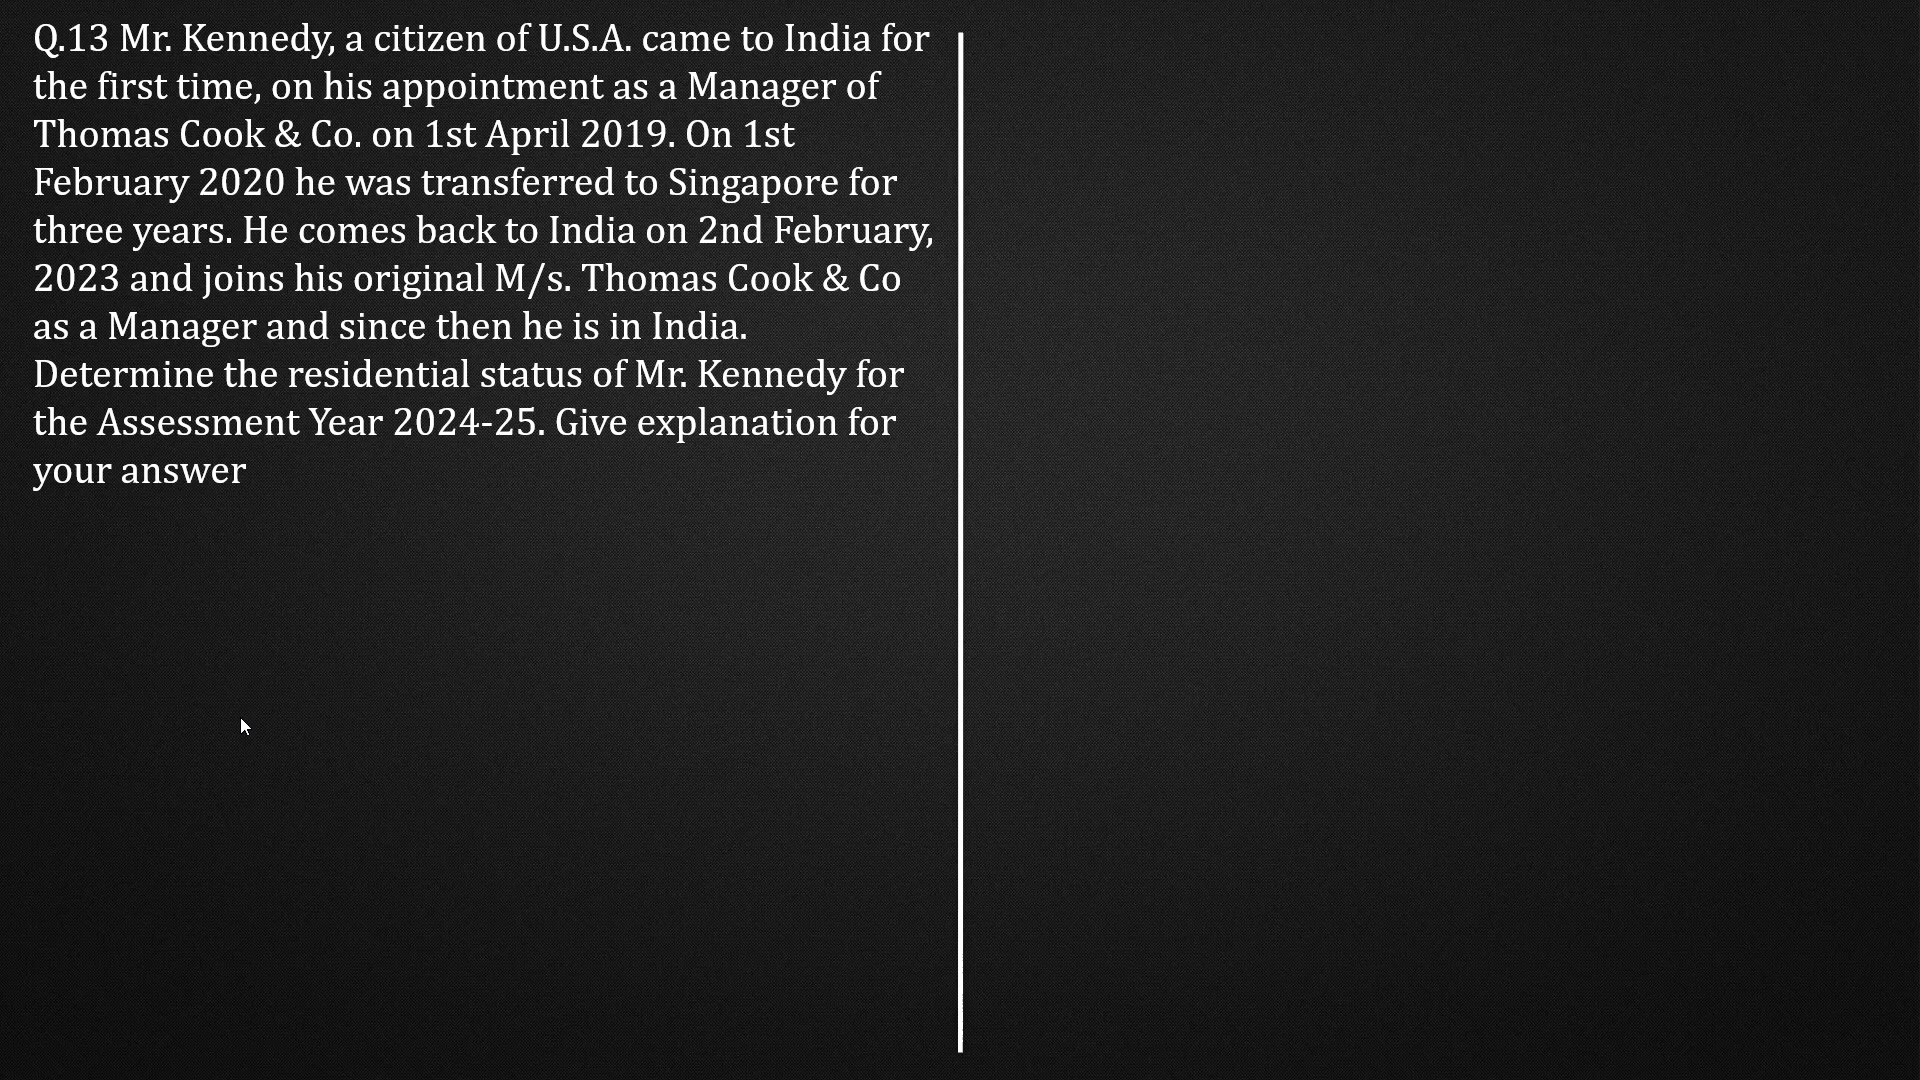 Q.13 Mr. Kennedy, a citizen of U.S.A. came to India for
the first time, on his appointment as a Manager of
Thomas Cook & Co. on 1st April 2019. On 1st
February 2020 he was transferred to Singapore for
three years. He comes back to India on 2nd February,
2023 and joins his original M/s. Thomas Cook & Co
as a Manager and since then he is in India.
Determine the residential status of Mr. Kennedy for
the Assessment Year 2024-25. Give explanation for
your answer